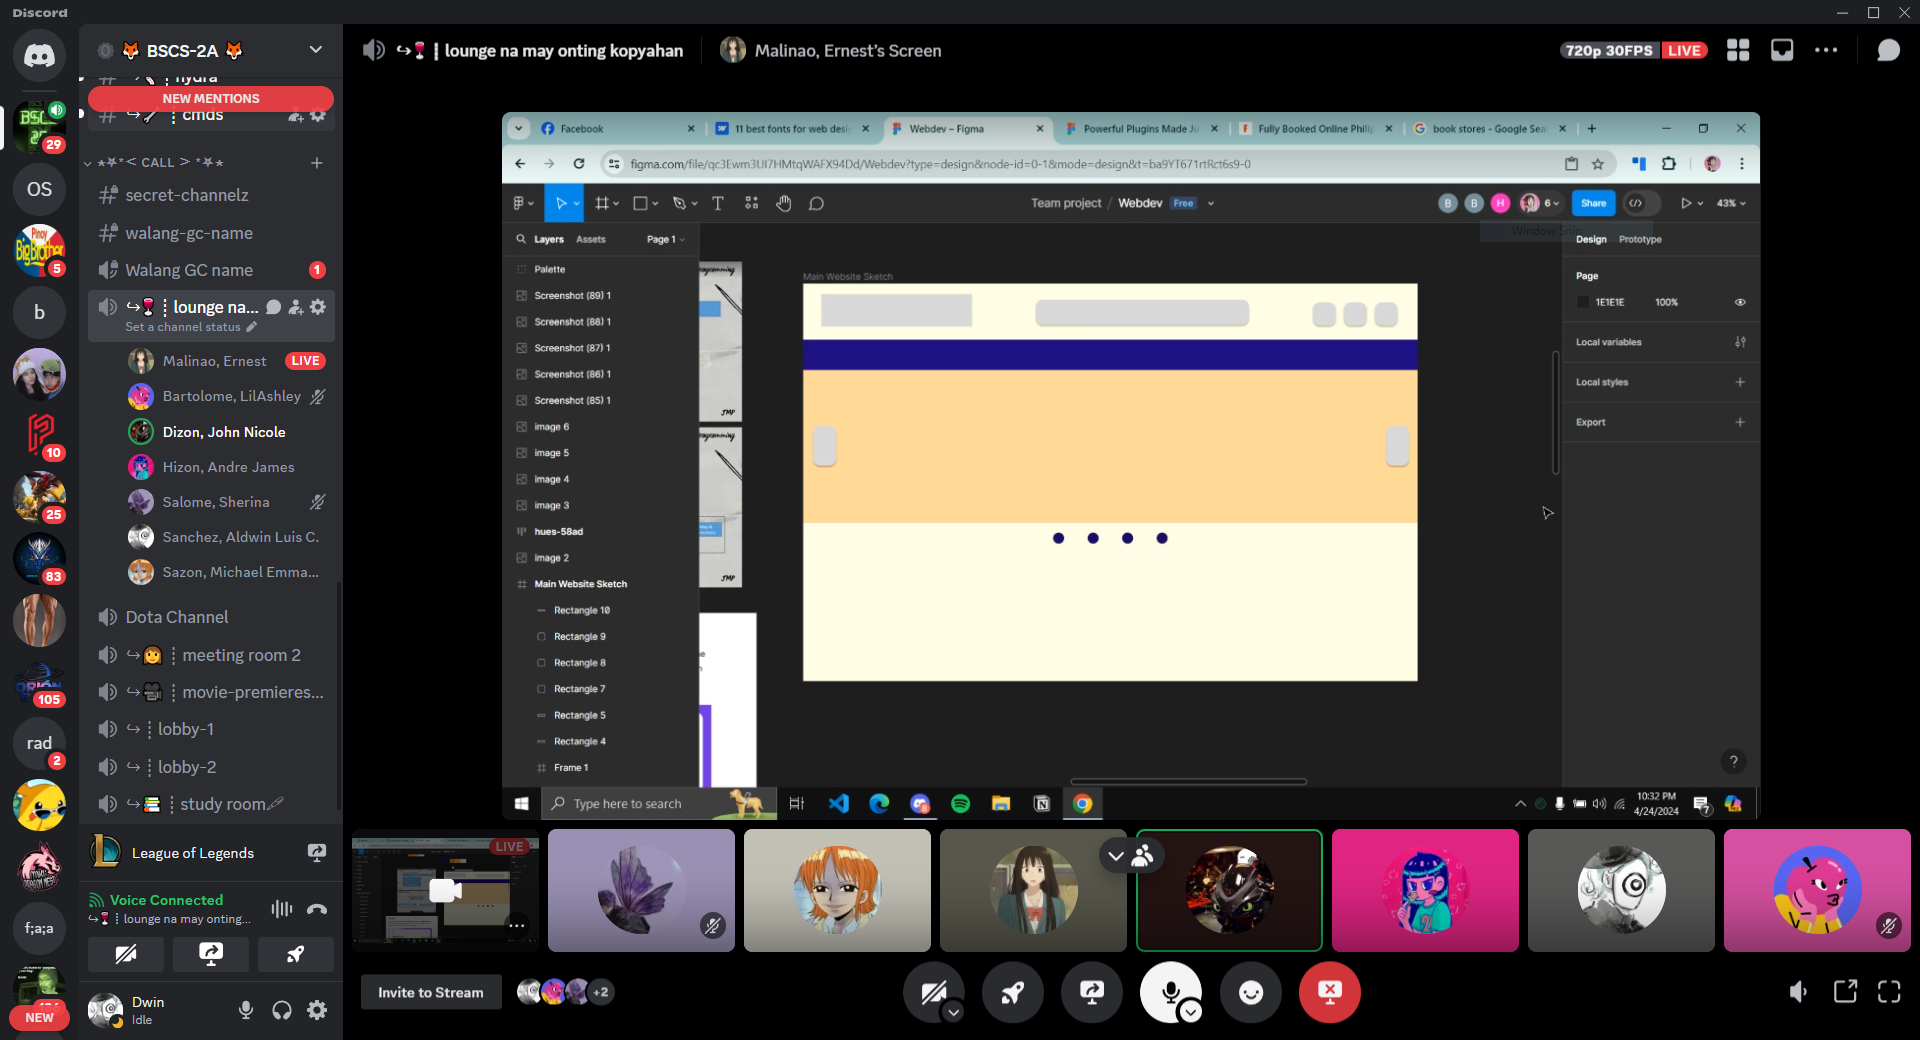 Discord
BSCS-2A
hydra
NEW MENTIONS
cmds
CALL
secret-channelz
walang-gc-name
Walang GC name
1
lounge na...
Set a channel status
Malinao, Ernest
LIVE
Bartolome, LilAshley
Dizon, John Nicole
Hizon, Andre James
Salome, Sherina
Sanchez, Aldwin Luis C.
Sazon, Michael Emma...
Dota Channel
meeting room 2
movie-premieres...
lobby-1
lobby-2
study room
League of Legends
Voice Connected
lounge na may onting...
Dwin
Idle
29
OS
5
b
10
25
83
105
rad
2
f;a;a
NEW
lounge na may onting kopyahan
Malinao, Ernest's Screen
720p 30FPS
LIVE
Facebook
11 best fonts for web desi
Webdev – Figma
Powerful Plugins Made Ju
Fully Booked Online Philip
book stores - Google Sea
figma.com/file/qc3Ewm3UI7HMtqWAFX94Dd/Webdev?type=design&node-id=0-1&mode=design&t=ba9YT671rtRct6s9-0
Team project / Webdev
Free
B
B
H
6
Share
43%
Layers
Assets
Page 1
Window Snip
Design
Prototype
Palette
Screenshot (89) 1
Screenshot (88) 1
Screenshot (87) 1
Screenshot (86) 1
Screenshot (85) 1
image 6
image 5
image 4
image 3
hues-58ad
image 2
Main Website Sketch
Rectangle 10
Rectangle 9
Rectangle 8
Rectangle 7
Rectangle 5
Rectangle 4
Frame 1
JMP
JMP
Main Website Sketch
Page
1E1E1E
100%
Local variables
Local styles
Export
?
Type here to search
10:32 PM
4/24/2024
7
LIVE
Invite to Stream
+2